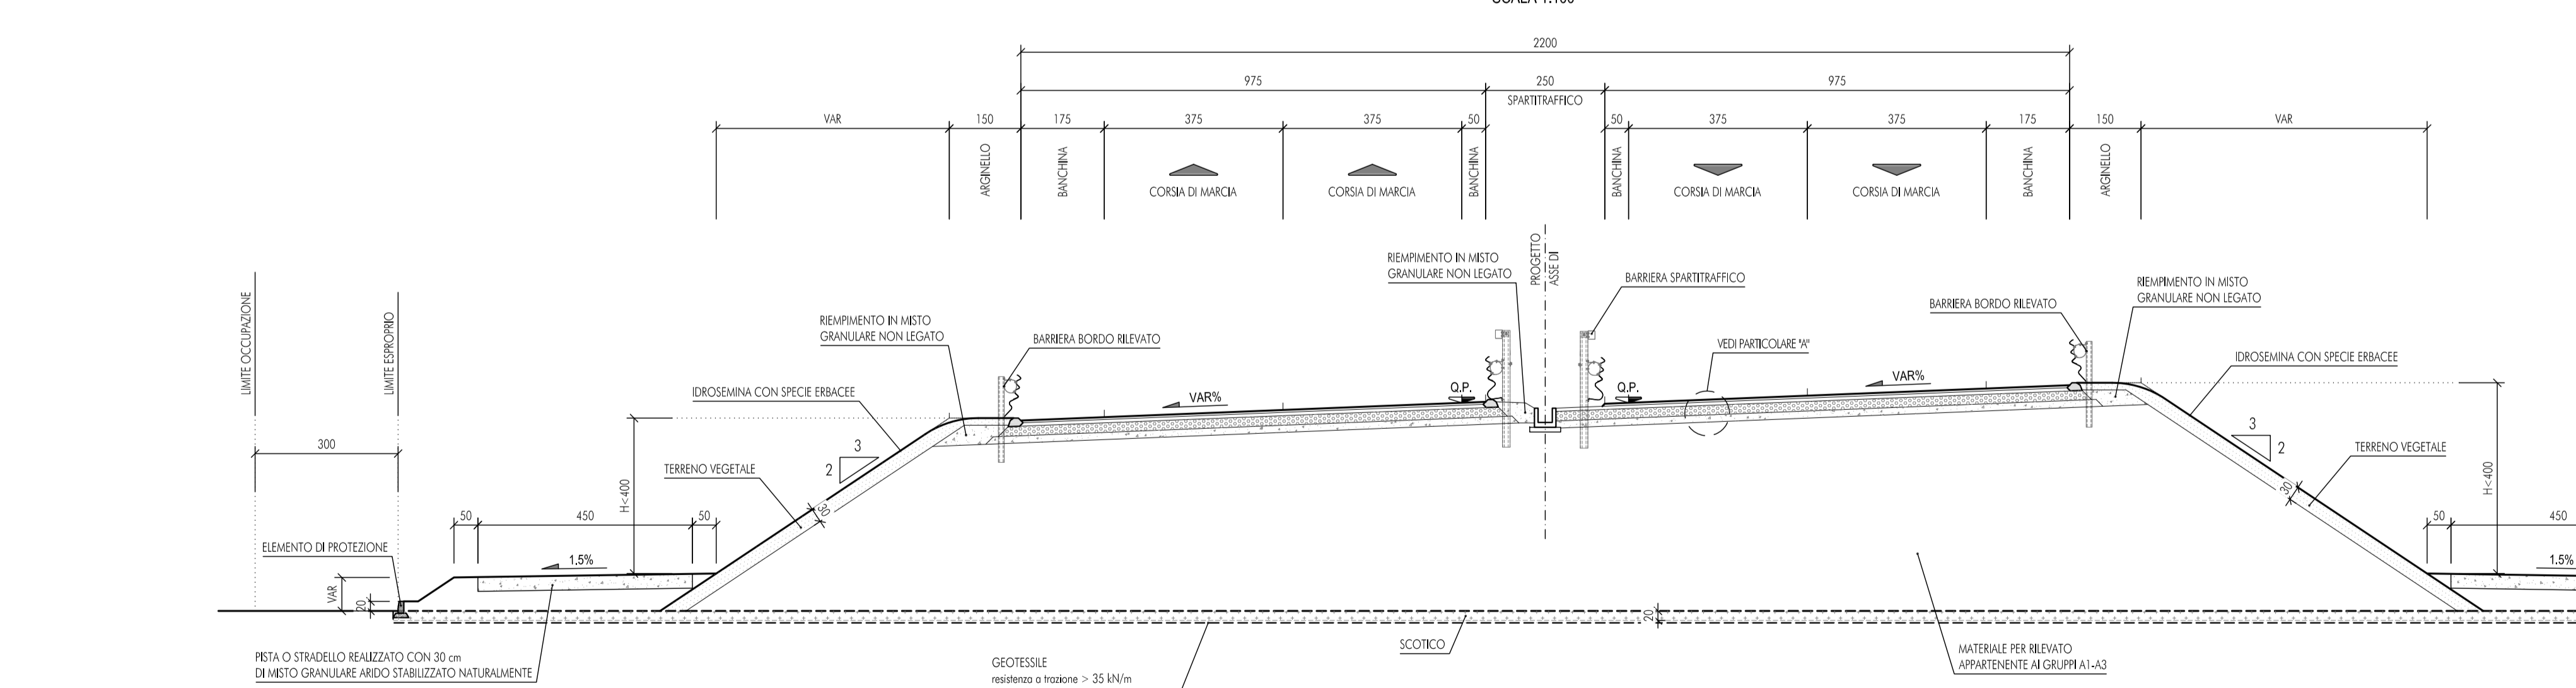 2200
975
250
975
SPARTITRAFFICO
VAR
150
175
375
375
50
50
375
375
175
150
VAR
ARGINELLO
BANCHINA
CORSIA DI MARCIA
CORSIA DI MARCIA
BANCHINA
BANCHINA
CORSIA DI MARCIA
CORSIA DI MARCIA
BANCHINA
ARGINELLO
LIMITE OCCUPAZIONE
LIMITE ESPROPRIO
RIEMPIMENTO IN MISTO
GRANULARE NON LEGATO
BARRIERA BORDO RILEVATO
RIEMPIMENTO IN MISTO
GRANULARE NON LEGATO
PROGETTO
ASSE DI
BARRIERA SPARTITRAFFICO
BARRIERA BORDO RILEVATO
RIEMPIMENTO IN MISTO
GRANULARE NON LEGATO
VEDI PARTICOLARE "A"
IDROSEMINA CON SPECIE ERBACEE
IDROSEMINA CON SPECIE ERBACEE
VAR%
Q.P.
Q.P.
VAR%
300
3
2
3
2
TERRENO VEGETALE
TERRENO VEGETALE
H<400
H<400
30
30
50
450
50
50
450
ELEMENTO DI PROTEZIONE
1.5%
1.5%
VAR
20
20
PISTA O STRADELLO REALIZZATO CON 30 cm
DI MISTO GRANULARE ARIDO STABILIZZATO NATURALMENTE
GEOTESSILE
resistenza a trazione > 35 kN/m
SCOTICO
MATERIALE PER RILEVATO
APPARTENENTE AI GRUPPI A1-A3